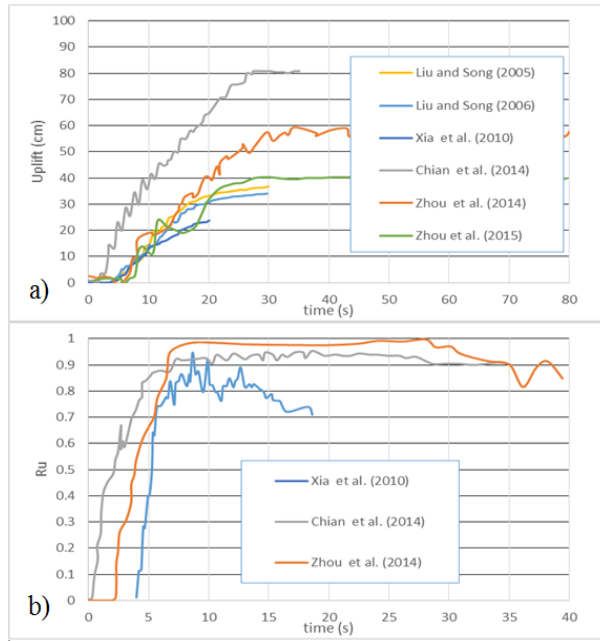 100
90
80
70
60
50
40
30
20
10
0
Uplift (cm)
Liu and Song (2005)
Liu and Song (2006)
Xia et al. (2010)
Chian et al. (2014)
Zhou et al. (2014)
Zhou et al. (2015)
0 10 20 30 40 50 60 70 80
time (s)
a)
1
0.9
0.8
0.7
0.6
0.5
0.4
0.3
0.2
0.1
0
Ru
Xia et al. (2010)
Chian et al. (2014)
Zhou et al. (2014)
0 5 10 15 20 25 30 35 40
time (s)
b)